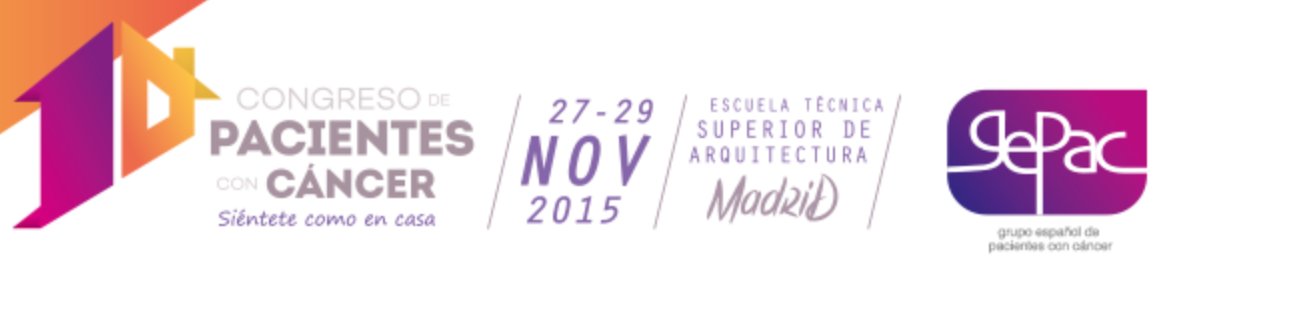 10
CONGRESO DE
PACIENTES
CON CÁNCER
Siéntete como en casa
27-29
NOV
2015
ESCUELA TÉCNICA
SUPERIOR DE
ARQUITECTURA
Madrid
gepac
grupo español de
pacientes con cáncer